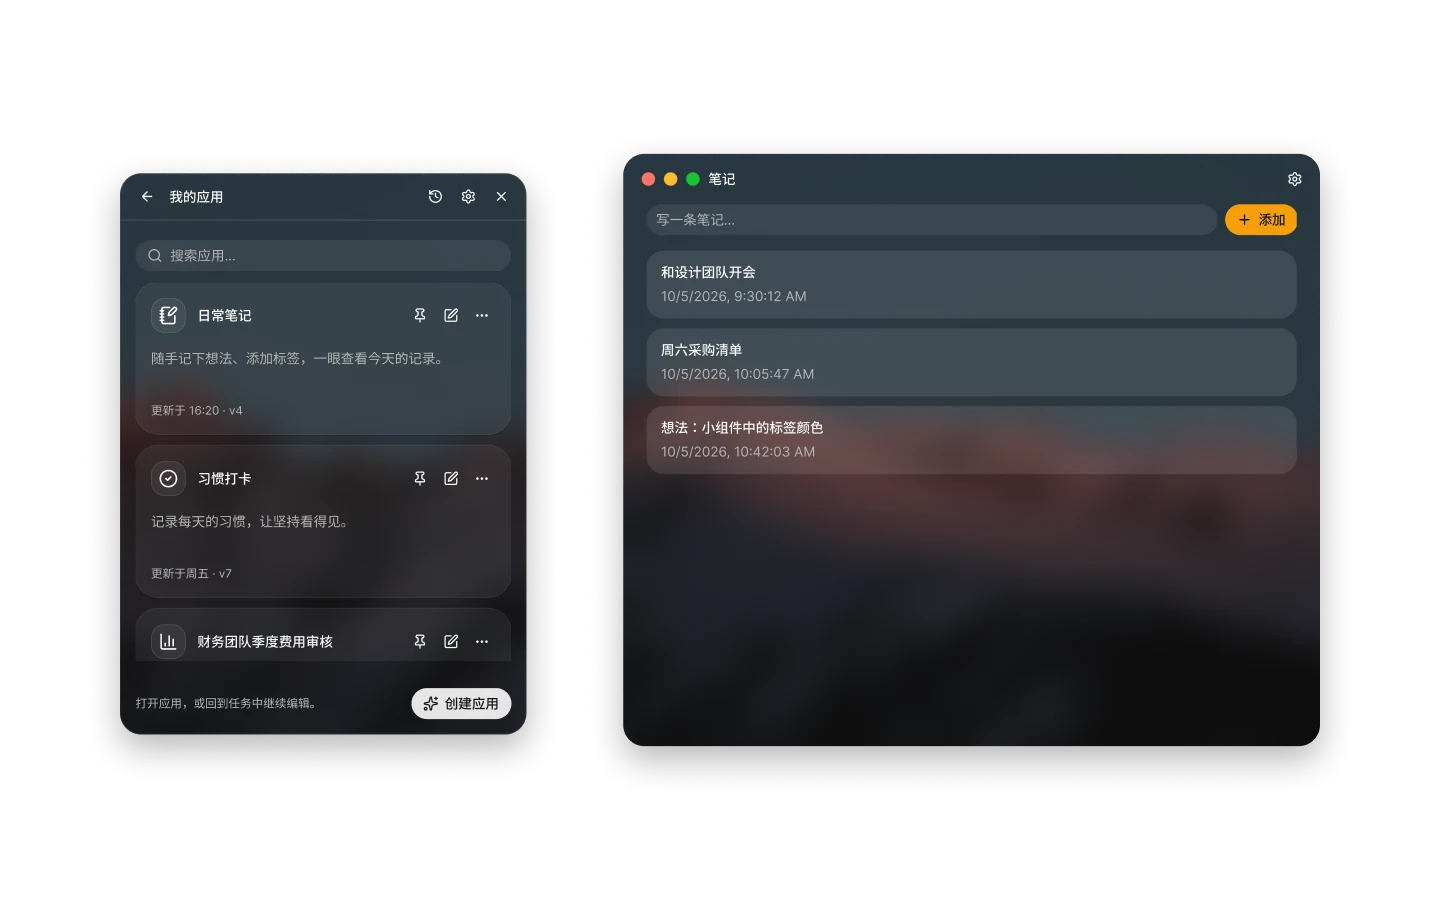 我的应用
搜索应用...
日常笔记
随手记下想法、添加标签，一眼查看今天的记录。
更新于 16:20 · v4
习惯打卡
记录每天的习惯，让坚持看得见。
更新于周五 · v7
财务团队季度费用审核
打开应用，或回到任务中继续编辑。
创建应用
笔记
写一条笔记...
添加
和设计团队开会
10/5/2026, 9:30:12 AM
周六采购清单
10/5/2026, 10:05:47 AM
想法：小组件中的标签颜色
10/5/2026, 10:42:03 AM